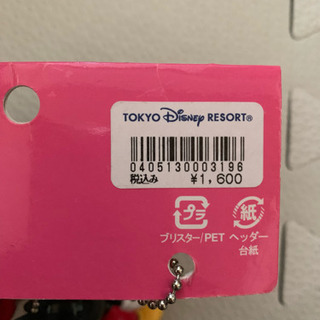 TOKYO Disney RESORT®
0405130003196
税込み ¥1,600
プラ 紙
ブリスター/PET ヘッダー
台紙